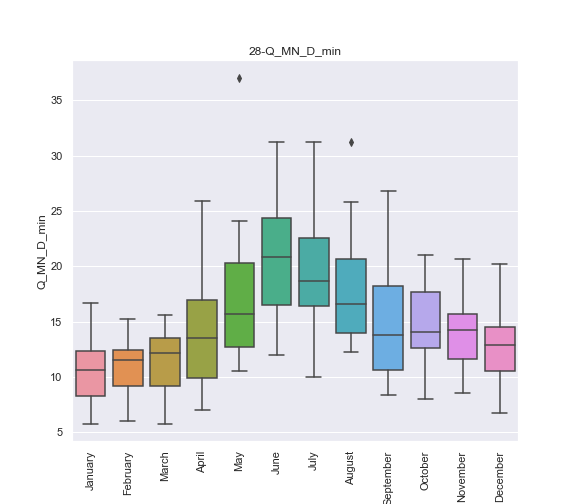 28-Q_MN_D_min
Q_MN_D_min
35
30
25
20
15
10
5
January
February
March
April
May
June
July
August
September
October
November
December